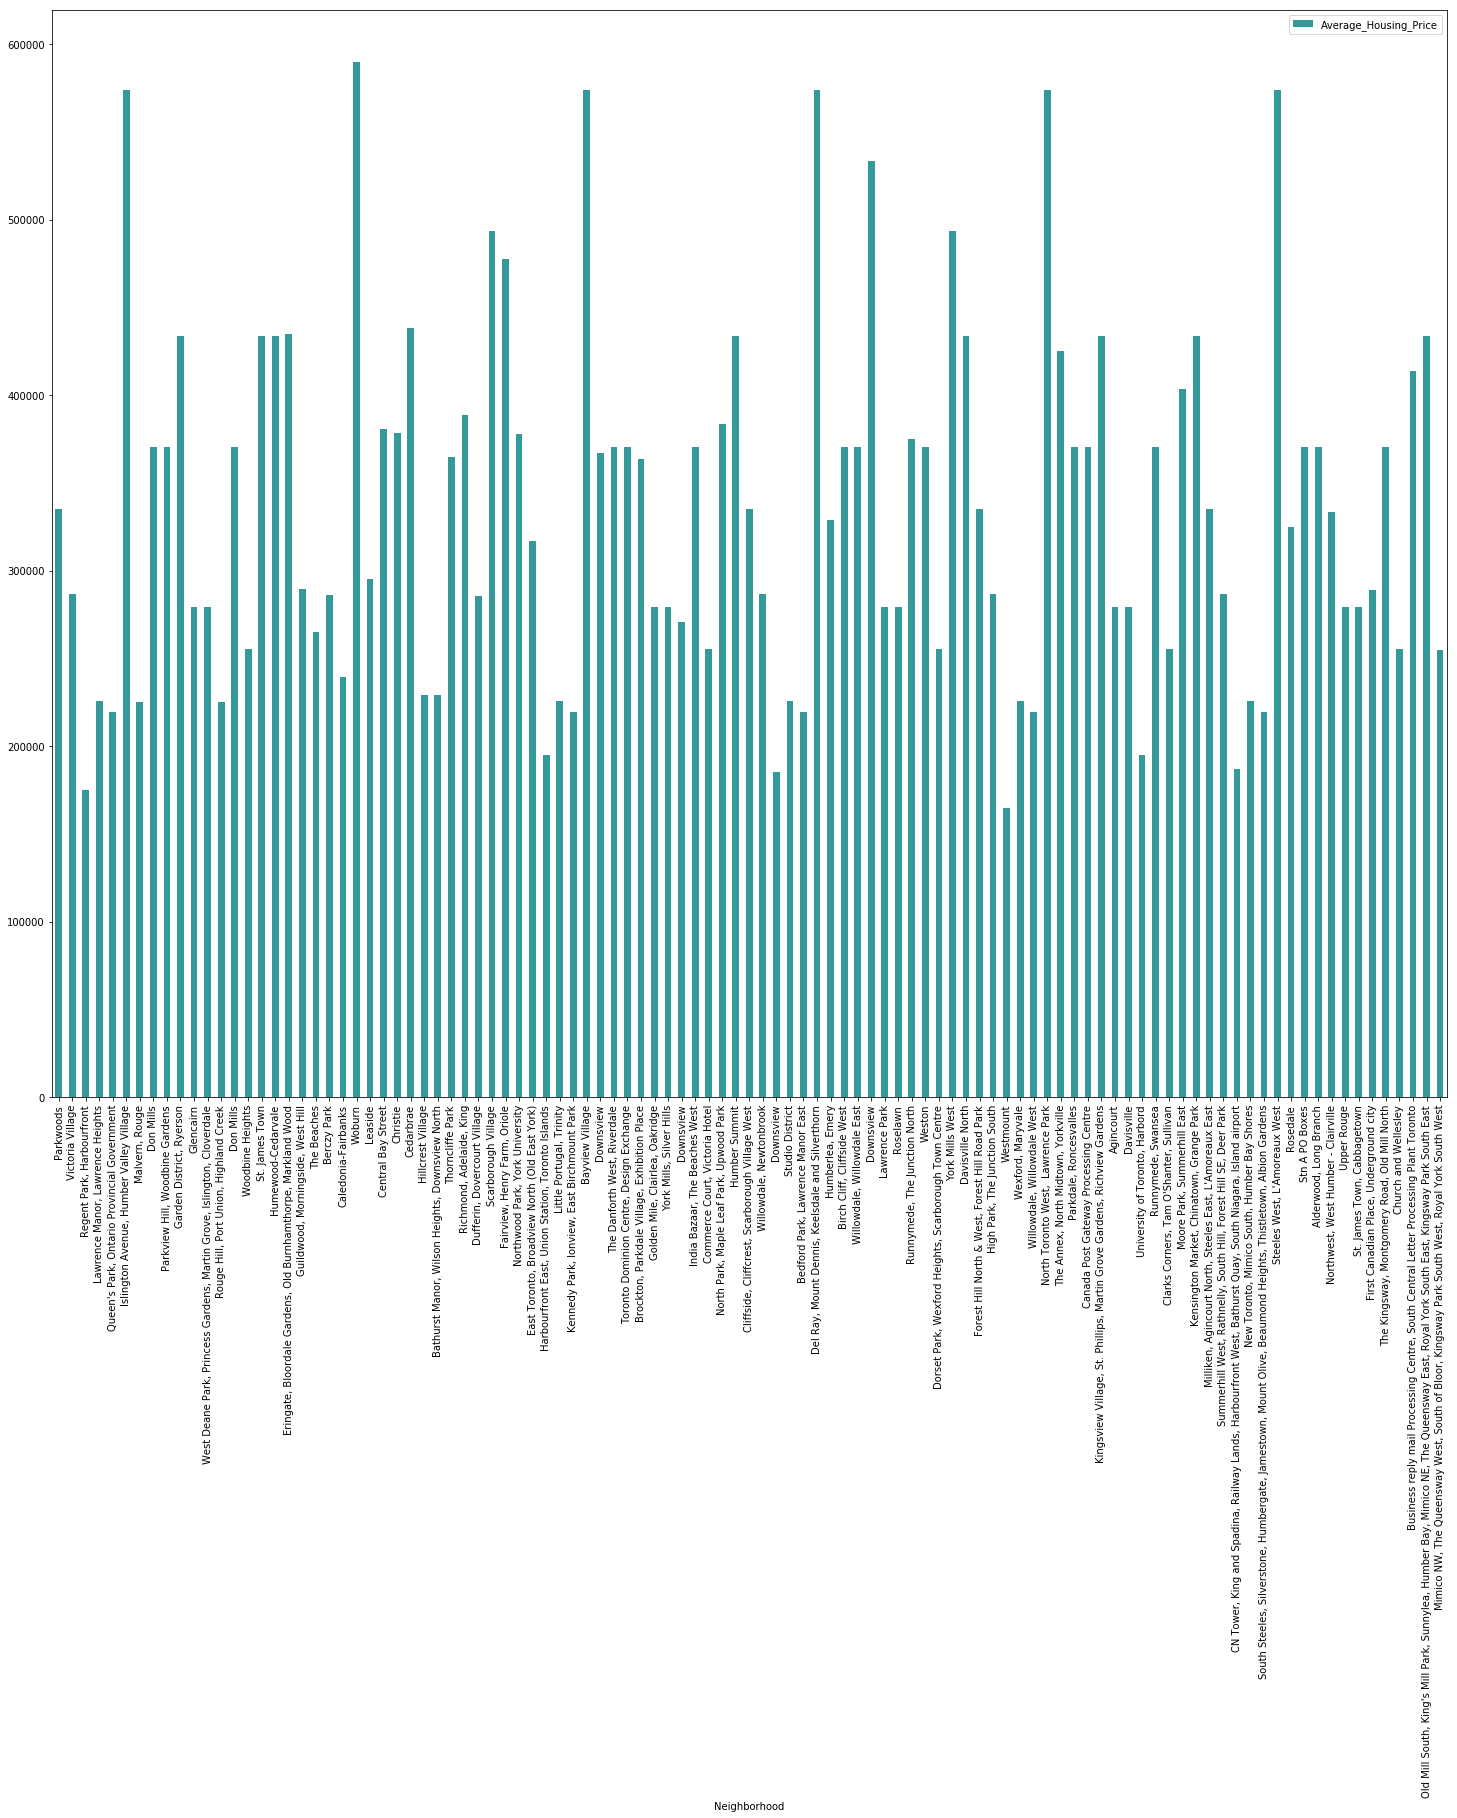 Average_Housing_Price
600000
500000
400000
300000
200000
100000
0
Parkwoods
Victoria Village
Regent Park, Harbourfront
Lawrence Manor, Lawrence Heights
Queen's Park, Ontario Provincial Government
Islington Avenue, Humber Valley Village
Malvern, Rouge
Don Mills
Parkview Hill, Woodbine Gardens
Garden District, Ryerson
Glencairn
West Deane Park, Princess Gardens, Martin Grove, Islington, Cloverdale
Rouge Hill, Port Union, Highland Creek
Don Mills
Woodbine Heights
St. James Town
Humewood-Cedarvale
Eringate, Bloordale Gardens, Old Burnhamthorpe, Markland Wood
Guildwood, Morningside, West Hill
The Beaches
Berczy Park
Caledonia-Fairbanks
Woburn
Leaside
Central Bay Street
Christie
Cedarbrae
Hillcrest Village
Bathurst Manor, Wilson Heights, Downsview North
Thorncliffe Park
Richmond, Adelaide, King
Dufferin, Dovercourt Village
Scarborough Village
Fairview, Henry Farm, Oriole
Northwood Park, York University
East Toronto, Broadview North (Old East York)
Harbourfront East, Union Station, Toronto Islands
Little Portugal, Trinity
Kennedy Park, Ionview, East Birchmount Park
Bayview Village
Downsview
The Danforth West, Riverdale
Toronto Dominion Centre, Design Exchange
Brockton, Parkdale Village, Exhibition Place
Golden Mile, Clairlea, Oakridge
York Mills, Silver Hills
Downsview
India Bazaar, The Beaches West
Commerce Court, Victoria Hotel
North Park, Maple Leaf Park, Upwood Park
Humber Summit
Cliffside, Cliffcrest, Scarborough Village West
Willowdale, Newtonbrook
Downsview
Studio District
Bedford Park, Lawrence Manor East
Del Ray, Mount Dennis, Keelsdale and Silverthorn
Humberlea, Emery
Birch Cliff, Cliffside West
Willowdale, Willowdale East
Downsview
Lawrence Park
Roselawn
Runnymede, The Junction North
Weston
Dorset Park, Wexford Heights, Scarborough Town Centre
York Mills West
Davisville North
Forest Hill North & West, Forest Hill Road Park
High Park, The Junction South
Westmount
Wexford, Maryvale
Willowdale, Willowdale West
North Toronto West,  Lawrence Park
The Annex, North Midtown, Yorkville
Parkdale, Roncesvalles
Canada Post Gateway Processing Centre
Kingsview Village, St. Phillips, Martin Grove Gardens, Richview Gardens
Agincourt
Davisville
University of Toronto, Harbord
Runnymede, Swansea
Clarks Corners, Tam O'Shanter, Sullivan
Moore Park, Summerhill East
Kensington Market, Chinatown, Grange Park
Milliken, Agincourt North, Steeles East, L'Amoreaux East
Summerhill West, Rathnelly, South Hill, Forest Hill SE, Deer Park
CN Tower, King and Spadina, Railway Lands, Harbourfront West, Bathurst Quay, South Niagara, Island airport
New Toronto, Mimico South, Humber Bay Shores
South Steeles, Silverstone, Humbergate, Jamestown, Mount Olive, Beaumond Heights, Thistletown, Albion Gardens
Steeles West, L'Amoreaux West
Rosedale
Stn A PO Boxes
Alderwood, Long Branch
Northwest, West Humber - Clairville
Upper Rouge
St. James Town, Cabbagetown
First Canadian Place, Underground city
The Kingsway, Montgomery Road, Old Mill North
Church and Wellesley
Business reply mail Processing Centre, South Central Letter Processing Plant Toronto
Old Mill South, King's Mill Park, Sunnylea, Humber Bay, Mimico NE, The Queensway East, Royal York South East, Kingsway Park South East
Mimico NW, The Queensway West, South of Bloor, Kingsway Park South West, Royal York South West
Neighborhood